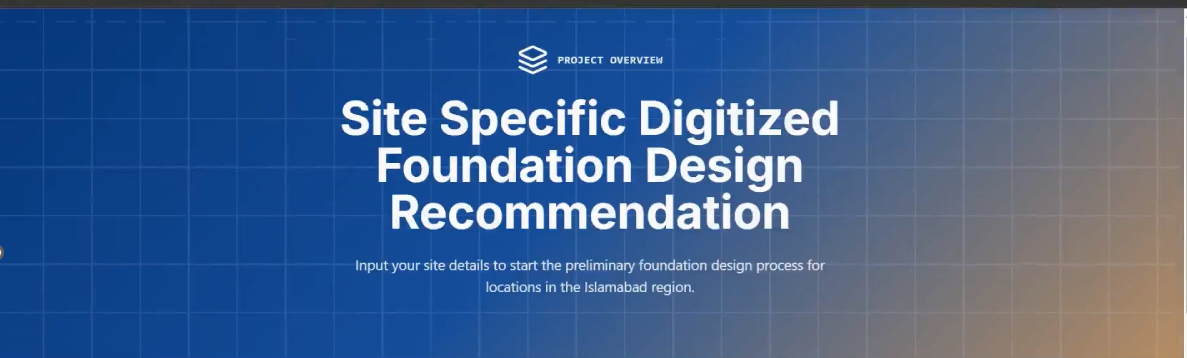 PROJECT OVERVIEW
Site Specific Digitized
Foundation Design
Recommendation
Input your site details to start the preliminary foundation design process for
locations in the Islamabad region.